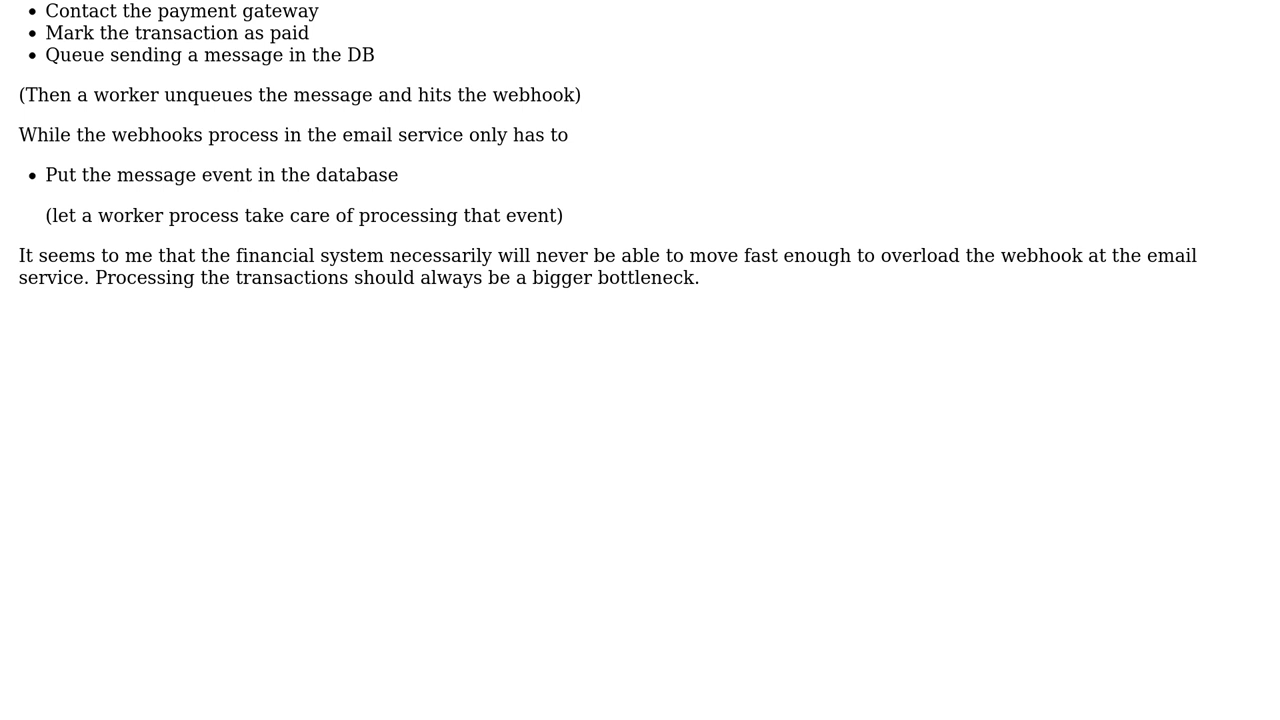 Contact the payment gateway
Mark the transaction as paid
Queue sending a message in the DB
(Then a worker unqueues the message and hits the webhook)
While the webhooks process in the email service only has to
Put the message event in the database
(let a worker process take care of processing that event)
It seems to me that the financial system necessarily will never be able to move fast enough to overload the webhook at the email
service. Processing the transactions should always be a bigger bottleneck.